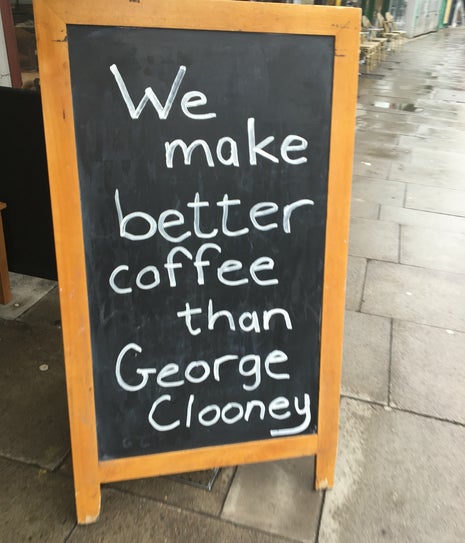 We
make
better
coffee
than
George
Clooney